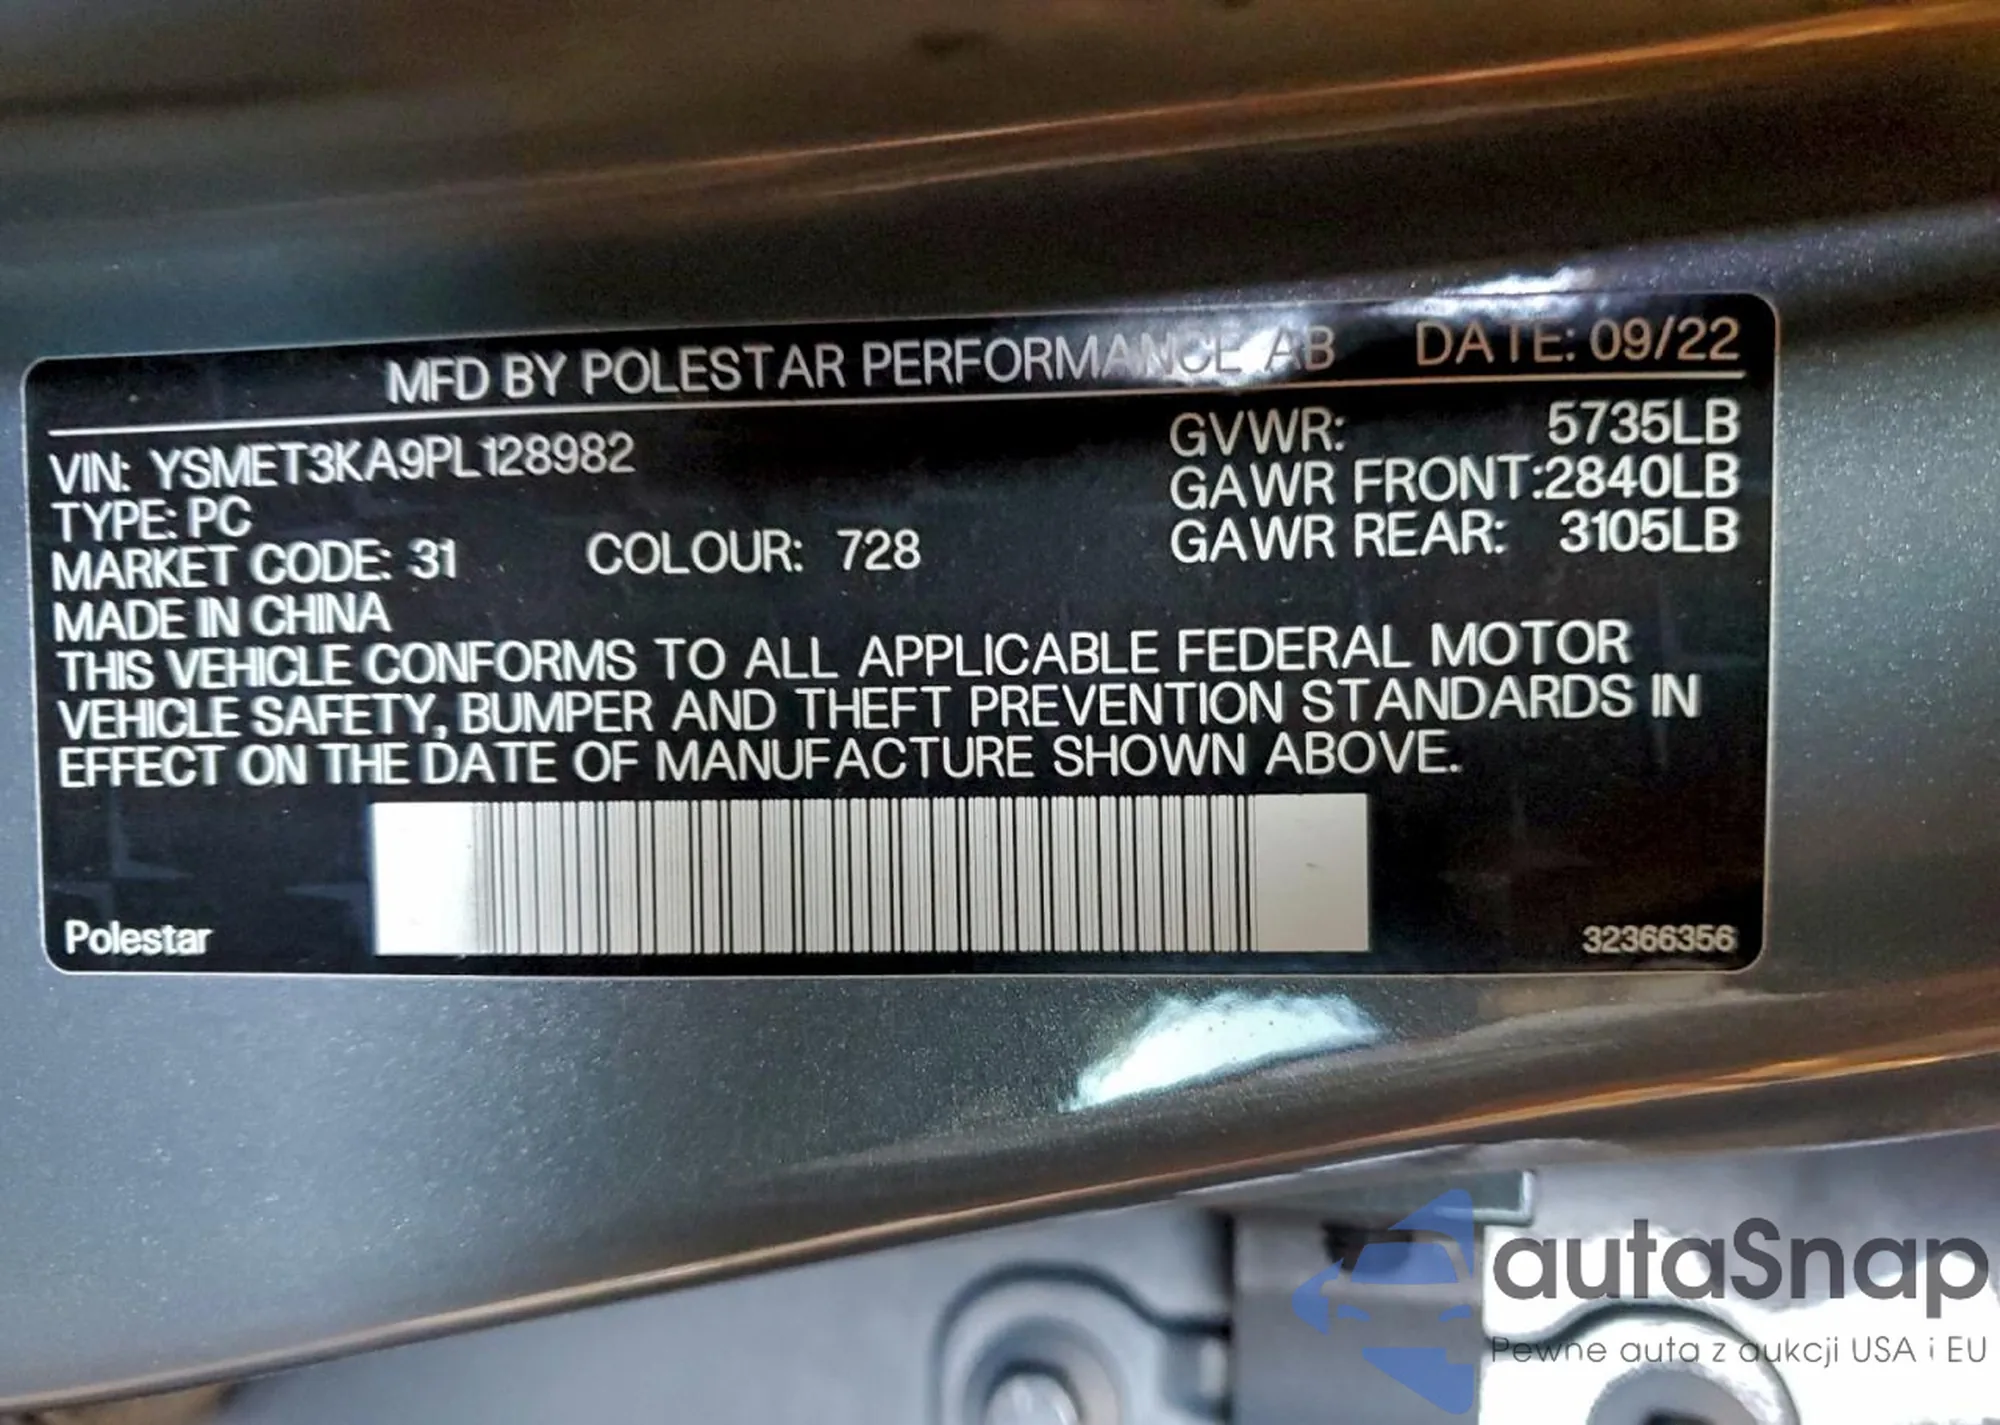 MFD BY POLESTAR PERFORMANCE AB DATE: 09/22
VIN: YSMET3KA9PL128982
TYPE: PC
MARKET CODE: 31 COLOUR: 728
MADE IN CHINA
GVWR: 5735LB
GAWR FRONT:2840LB
GAWR REAR: 3105LB
THIS VEHICLE CONFORMS TO ALL APPLICABLE FEDERAL MOTOR
VEHICLE SAFETY, BUMPER AND THEFT PREVENTION STANDARDS IN
EFFECT ON THE DATE OF MANUFACTURE SHOWN ABOVE.
Polestar
32366356
autaSnap
Pewne auta z aukcji USA i EU